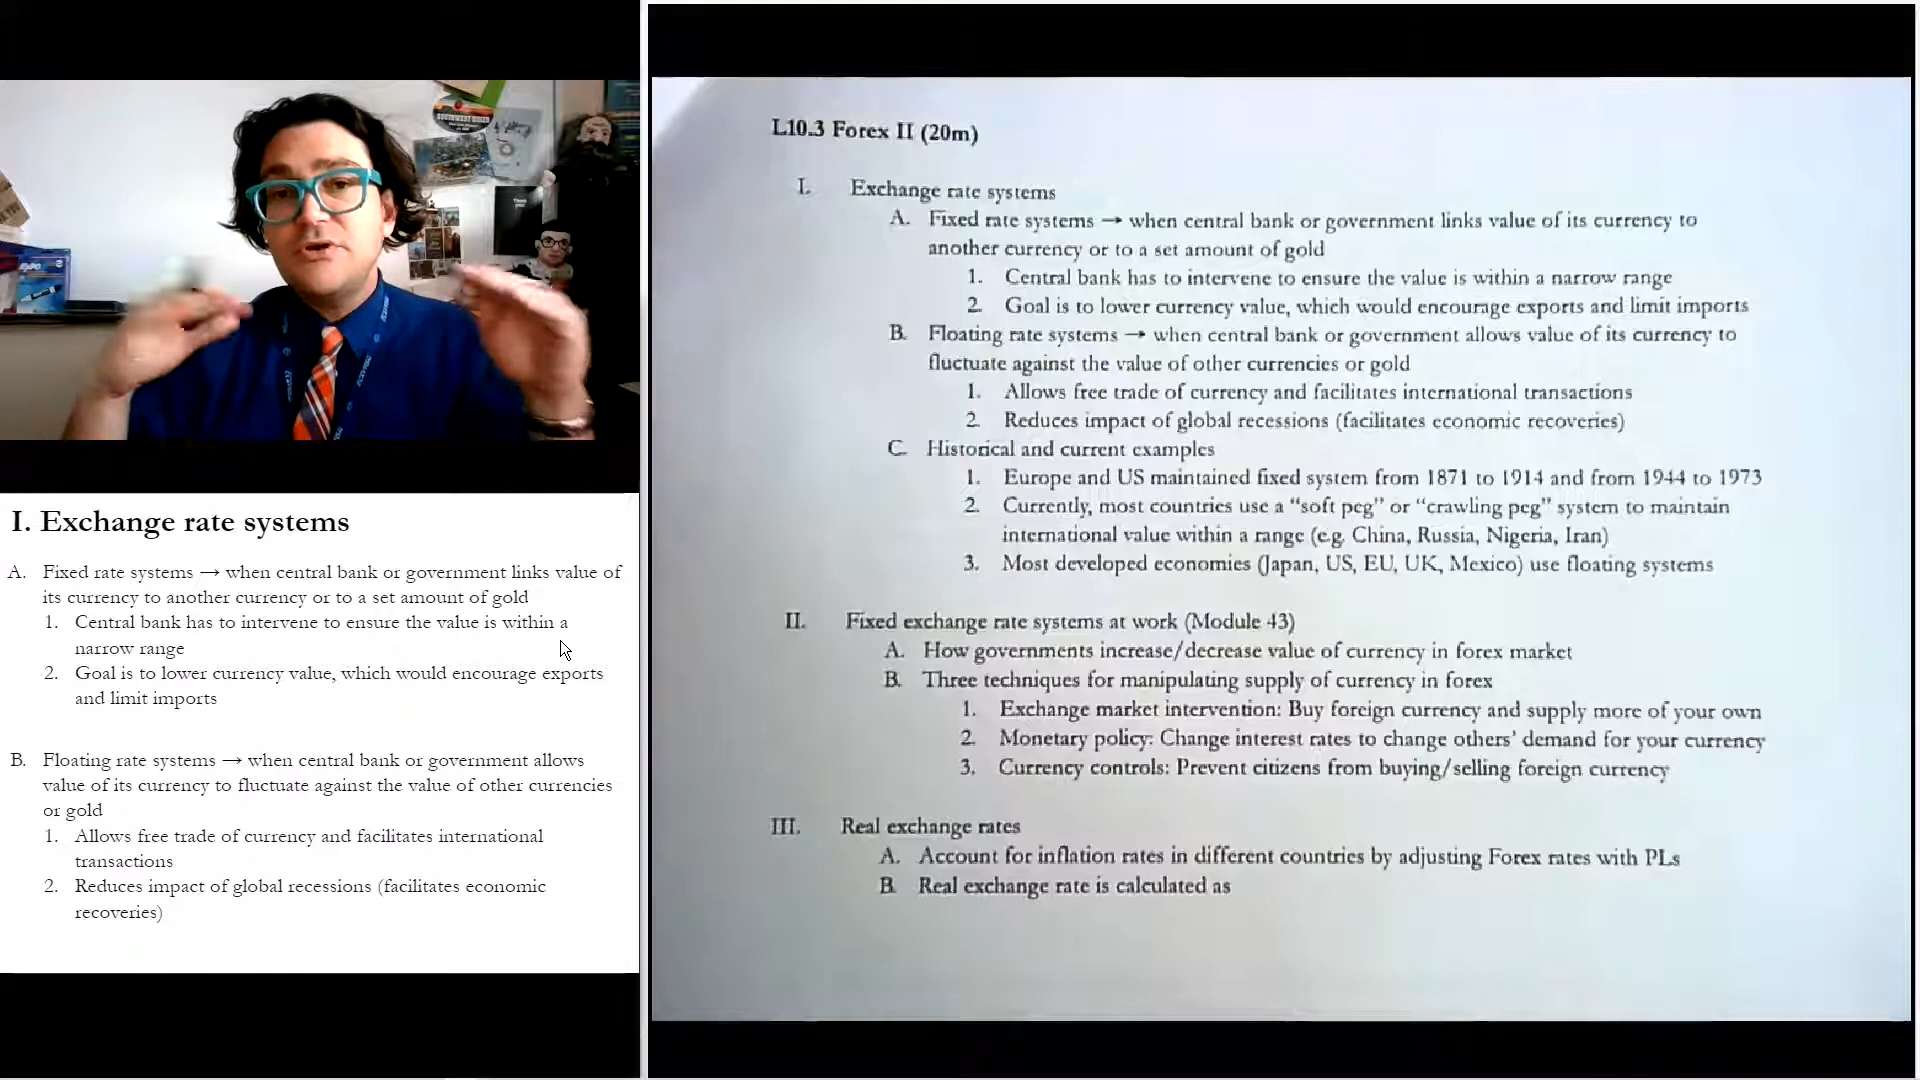 SOUTHWEST
EXPO
I. Exchange rate systems
A. Fixed rate systems → when central bank or government links value of
its currency to another currency or to a set amount of gold
1. Central bank has to intervene to ensure the value is within a
narrow range
2. Goal is to lower currency value, which would encourage exports
and limit imports
B. Floating rate systems → when central bank or government allows
value of its currency to fluctuate against the value of other currencies
or gold
1. Allows free trade of currency and facilitates international
transactions
2. Reduces impact of global recessions (facilitates economic
recoveries)
L10.3 Forex II (20m)
I. Exchange rate systems
A. Fixed rate systems → when central bank or government links value of its currency to
another currency or to a set amount of gold
1. Central bank has to intervene to ensure the value is within a narrow range
2. Goal is to lower currency value, which would encourage exports and limit imports
B. Floating rate systems → when central bank or government allows value of its currency to
fluctuate against the value of other currencies or gold
1. Allows free trade of currency and facilitates international transactions
2. Reduces impact of global recessions (facilitates economic recoveries)
C. Historical and current examples
1. Europe and US maintained fixed system from 1871 to 1914 and from 1944 to 1973
2. Currently, most countries use a “soft peg” or “crawling peg” system to maintain
international value within a range (e.g. China, Russia, Nigeria, Iran)
3. Most developed economies (Japan, US, EU, UK, Mexico) use floating systems
II. Fixed exchange rate systems at work (Module 43)
A. How governments increase/decrease value of currency in forex market
B. Three techniques for manipulating supply of currency in forex
1. Exchange market intervention: Buy foreign currency and supply more of your own
2. Monetary policy: Change interest rates to change others’ demand for your currency
3. Currency controls: Prevent citizens from buying/selling foreign currency
III. Real exchange rates
A. Account for inflation rates in different countries by adjusting Forex rates with PLs
B. Real exchange rate is calculated as